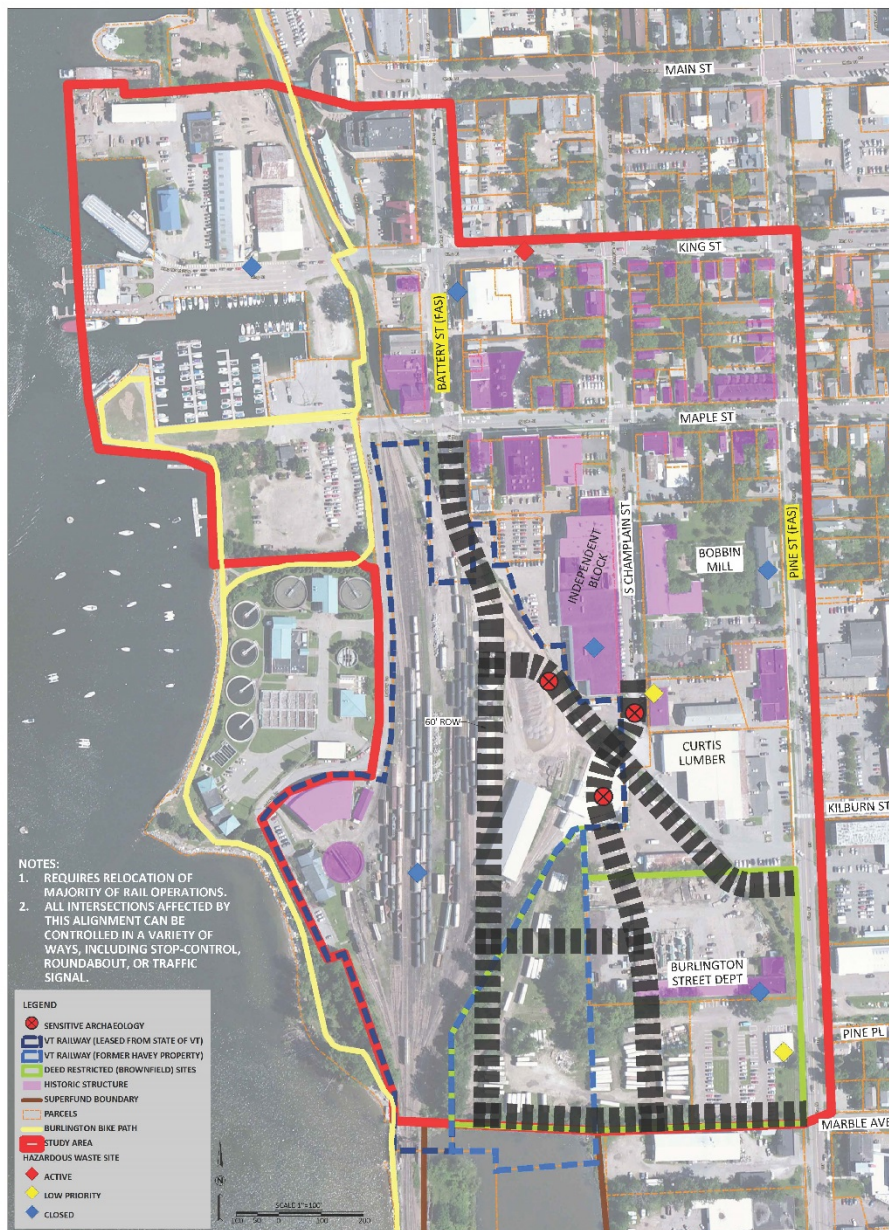 MAIN ST
KING ST
BATTERY ST (FAS)
MAPLE ST
S CHAMPLAIN ST
INDEPENDENT
BLOCK
BOBBIN
MILL
PINE ST (FAS)
60' ROW
CURTIS
LUMBER
KILBURN ST
BURLINGTON
STREET DEPT
PINE PL
MARBLE AVE
NOTES:
1. REQUIRES RELOCATION OF
MAJORITY OF RAIL OPERATIONS.
2. ALL INTERSECTIONS AFFECTED BY
THIS ALIGNMENT CAN BE
CONTROLLED IN A VARIETY OF
WAYS, INCLUDING STOP-CONTROL,
ROUNDABOUT, OR TRAFFIC
SIGNAL.
LEGEND
SENSITIVE ARCHAEOLOGY
VT RAILWAY (LEASED FROM STATE OF VT)
VT RAILWAY (FORMER HAVEY PROPERTY)
DEED RESTRICTED (BROWNFIELD) SITES
HISTORIC STRUCTURE
SUPERFUND BOUNDARY
PARCELS
BURLINGTON BIKE PATH
STUDY AREA
HAZARDOUS WASTE SITE
ACTIVE
LOW PRIORITY
CLOSED
N
SCALE 1"=100'
100 50 0 100 200